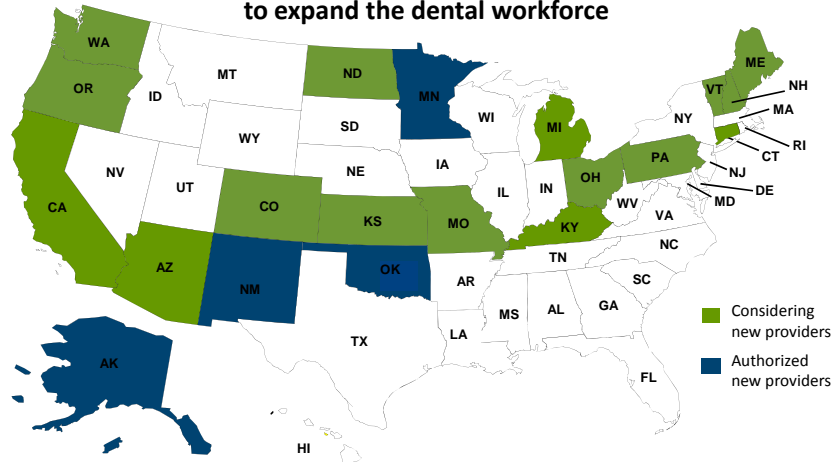 to expand the dental workforce
WA
ME
MT
ND
VT
OR
MN
NH
ID
MA
WI
NY
SD
MI
WY
RI
CT
PA
IA
NJ
NE
NV
OH
DE
IL
IN
UT
MD
WV
CO
CA
KS
MO
VA
KY
NC
TN
AZ
OK
AR
SC
NM
MS
AL
GA
Considering
new providers
LA
TX
Authorized
new providers
AK
FL
HI